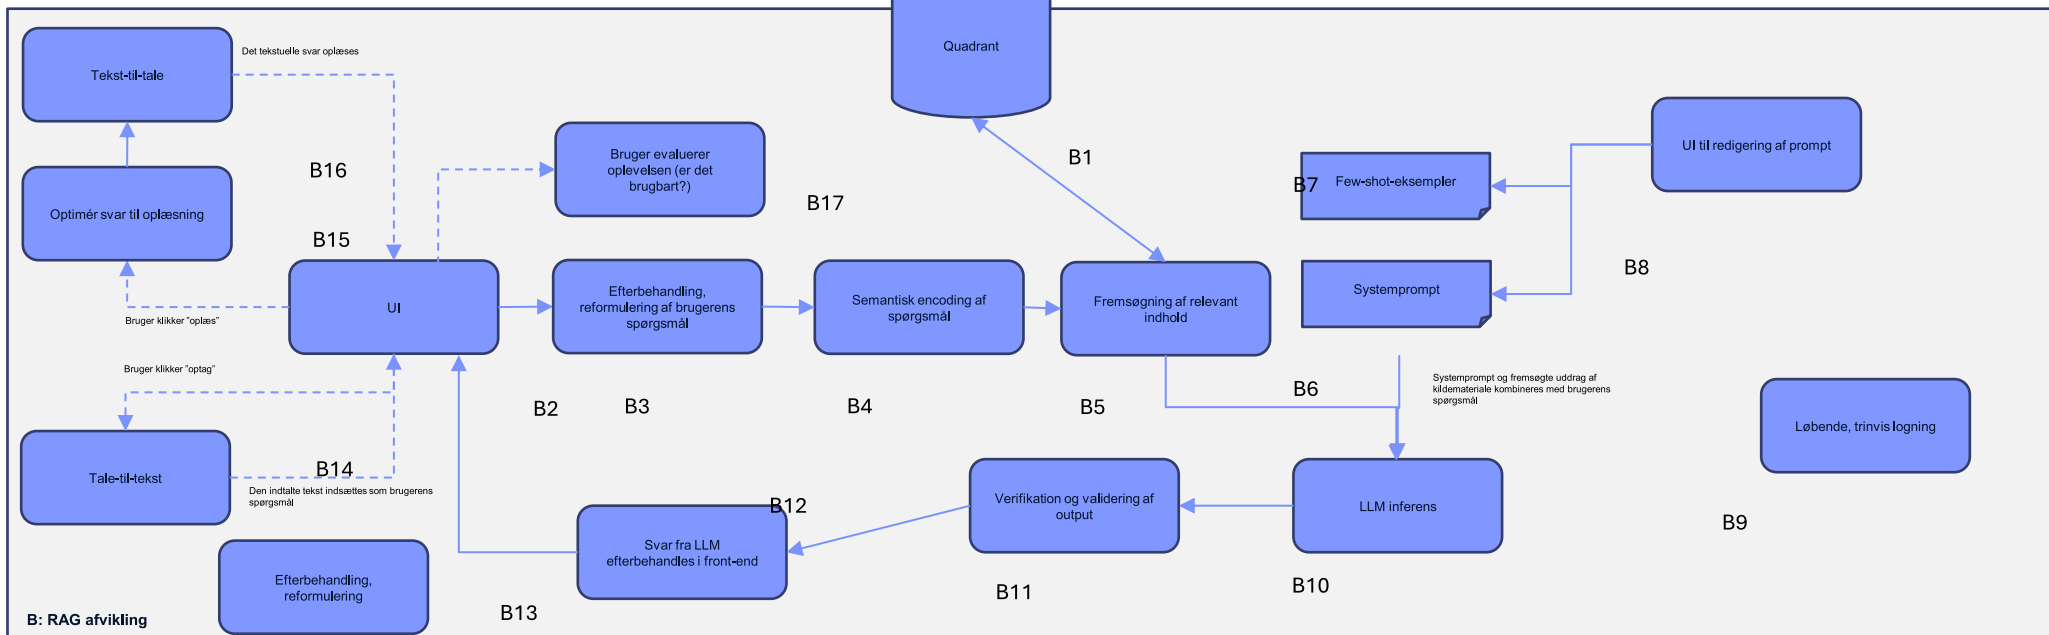 Quadrant
Det tekstuelle svar oplæses
Tekst-til-tale
UI til redigering af prompt
B1
Bruger evaluerer
oplevelsen (er det
brugbart?)
B16
B7
Few-shot-eksempler
B17
Optimér svar til oplæsning
B15
B8
Efterbehandling,
reformulering af brugerens
spørgsmål
Semantisk encoding af
spørgsmål
Fremsøgning af relevant
indhold
Systemprompt
UI
Bruger klikker "oplæs"
Bruger klikker "optag"
Systemprompt og fremsøgte uddrag af
kildemateriale kombineres med brugerens
spørgsmål
B6
B2
B3
B4
B5
Løbende, trinvis logning
B14
Tale-til-tekst
Den indtalte tekst indsættes som brugerens
spørgsmål
B12
Verifikation og validering af
output
LLM inferens
B9
Svar fra LLM
efterbehandles i front-end
Efterbehandling,
reformulering
B11
B10
B13
B: RAG afvikling